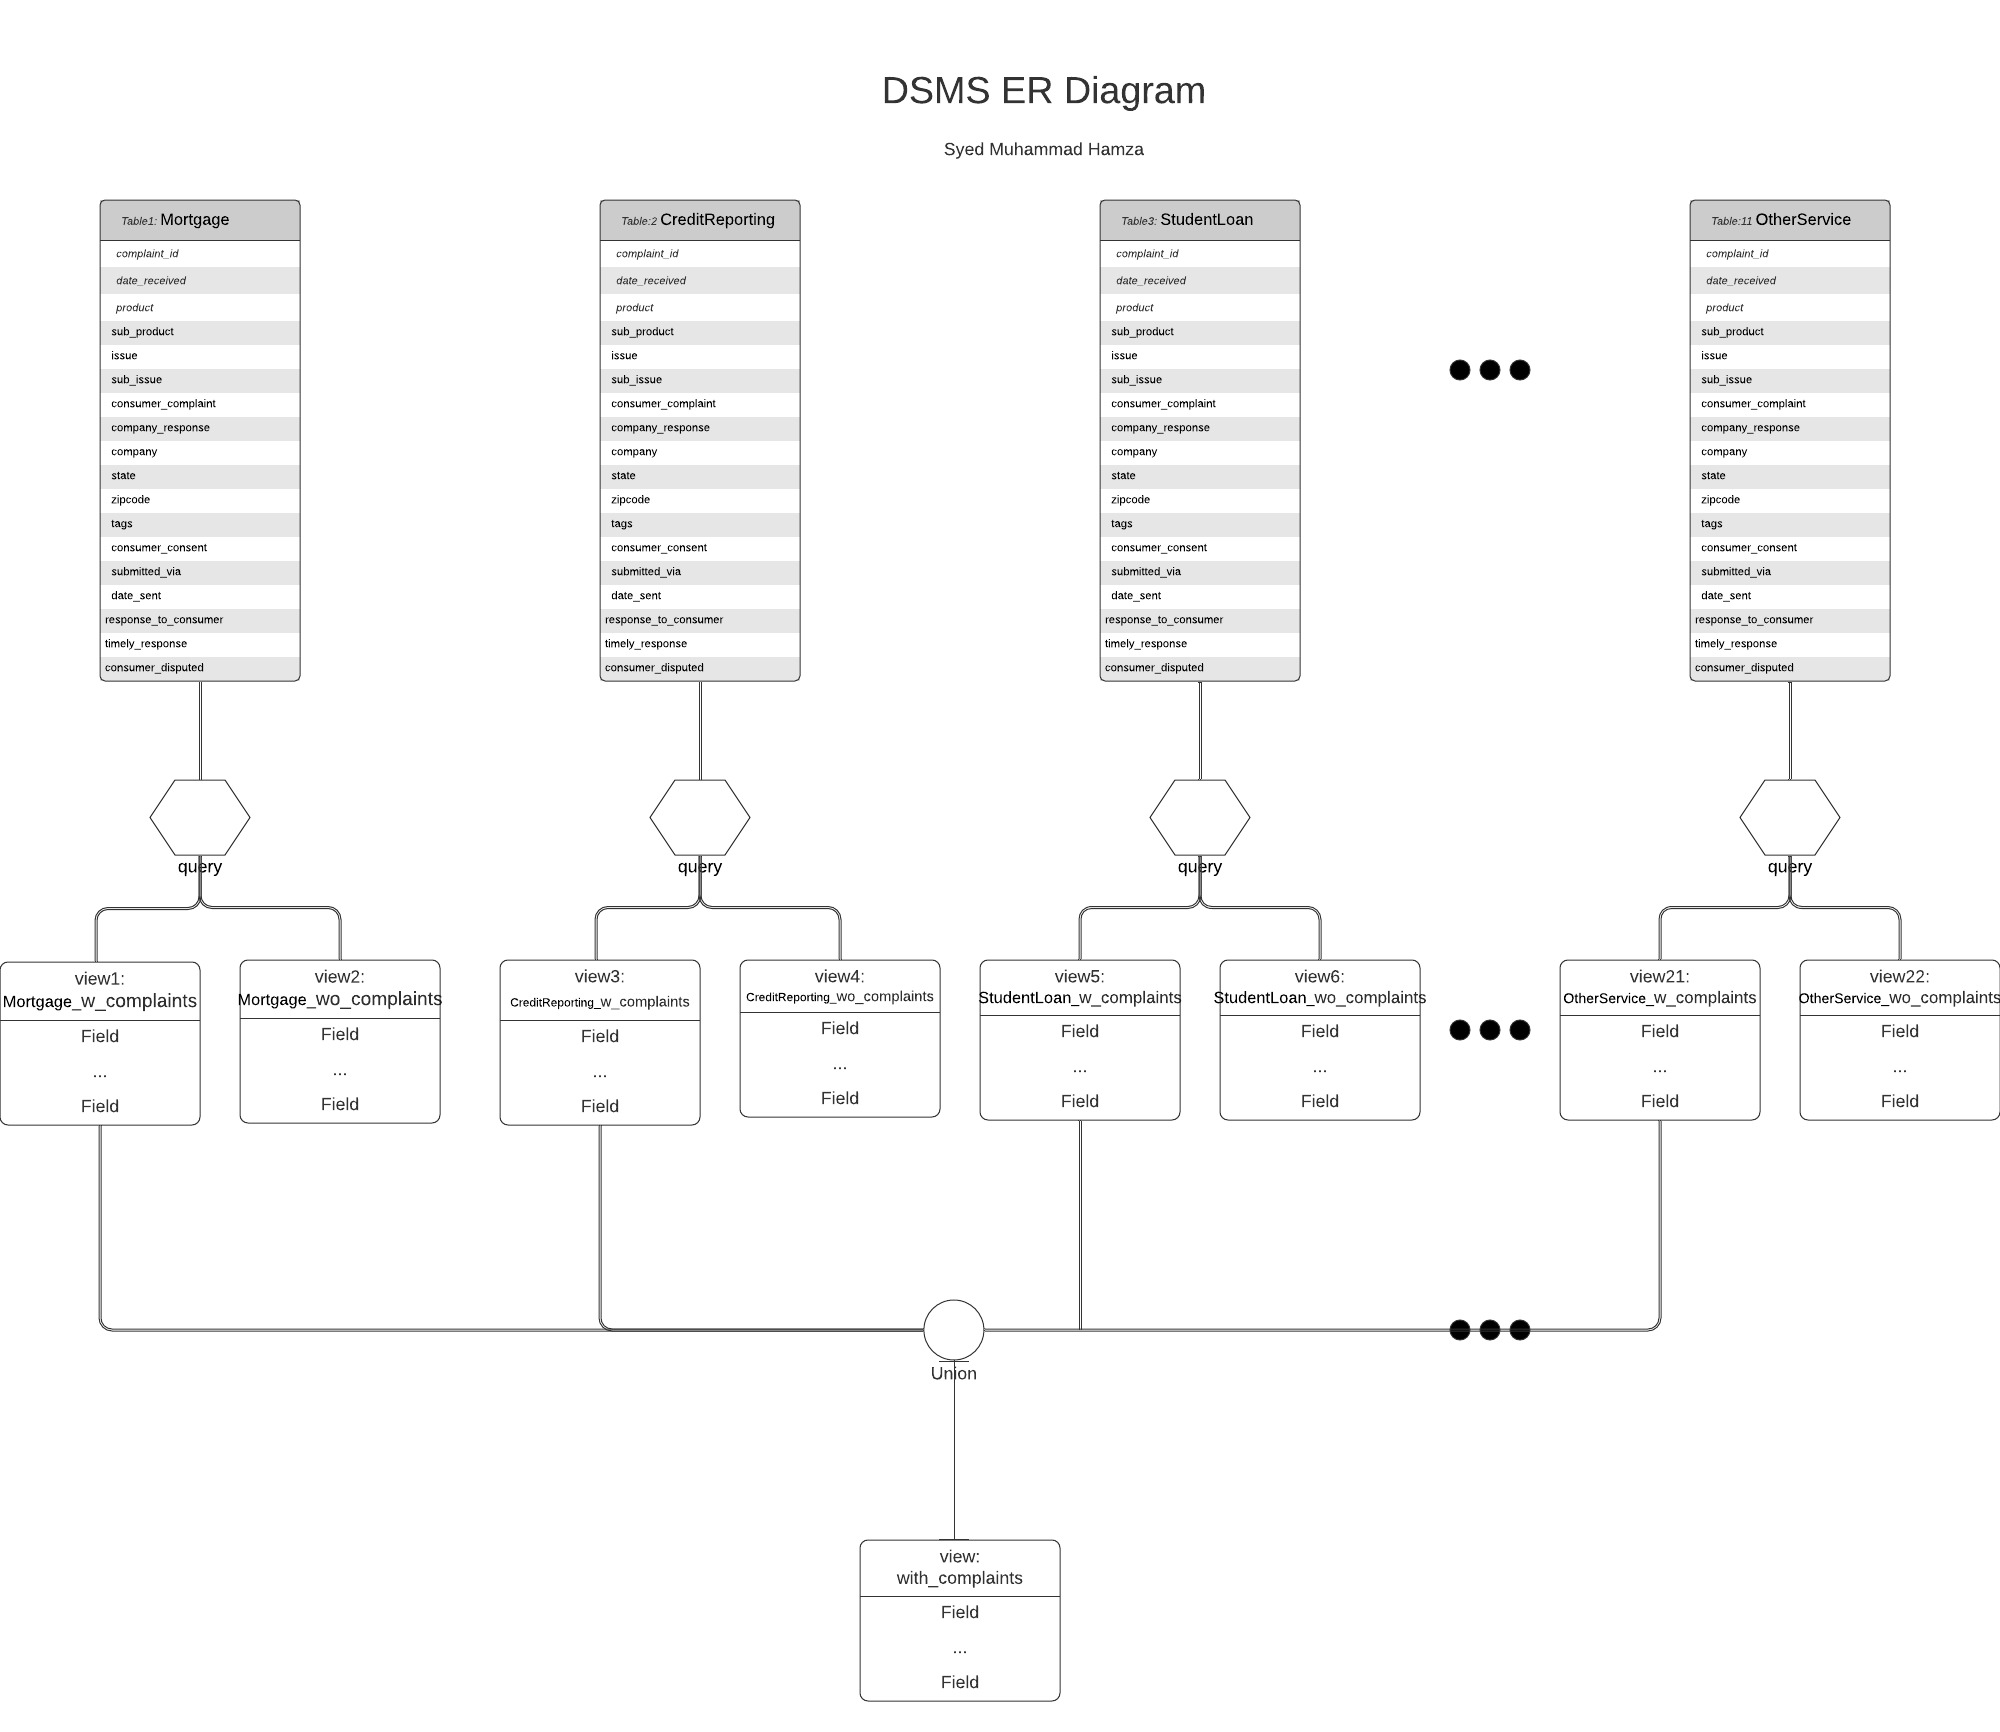 DSMS ER Diagram
Syed Muhammad Hamza
Table1: Mortgage
complaint_id
date_received
product
sub_product
issue
sub_issue
consumer_complaint
company_response
company
state
zipcode
tags
consumer_consent
submitted_via
date_sent
response_to_consumer
timely_response
consumer_disputed
Table:2 CreditReporting
complaint_id
date_received
product
sub_product
issue
sub_issue
consumer_complaint
company_response
company
state
zipcode
tags
consumer_consent
submitted_via
date_sent
response_to_consumer
timely_response
consumer_disputed
Table3: StudentLoan
complaint_id
date_received
product
sub_product
issue
sub_issue
consumer_complaint
company_response
company
state
zipcode
tags
consumer_consent
submitted_via
date_sent
response_to_consumer
timely_response
consumer_disputed
Table:11 OtherService
complaint_id
date_received
product
sub_product
issue
sub_issue
consumer_complaint
company_response
company
state
zipcode
tags
consumer_consent
submitted_via
date_sent
response_to_consumer
timely_response
consumer_disputed
query
query
query
query
view1:
Mortgage_w_complaints
Field
...
Field
view2:
Mortgage_wo_complaints
Field
...
Field
view3:
CreditReporting_w_complaints
Field
...
Field
view4:
CreditReporting_wo_complaints
Field
...
Field
view5:
StudentLoan_w_complaints
Field
...
Field
view6:
StudentLoan_wo_complaints
Field
...
Field
view21:
OtherService_w_complaints
Field
...
Field
view22:
OtherService_wo_complaints
Field
...
Field
Union
view:
with_complaints
Field
...
Field